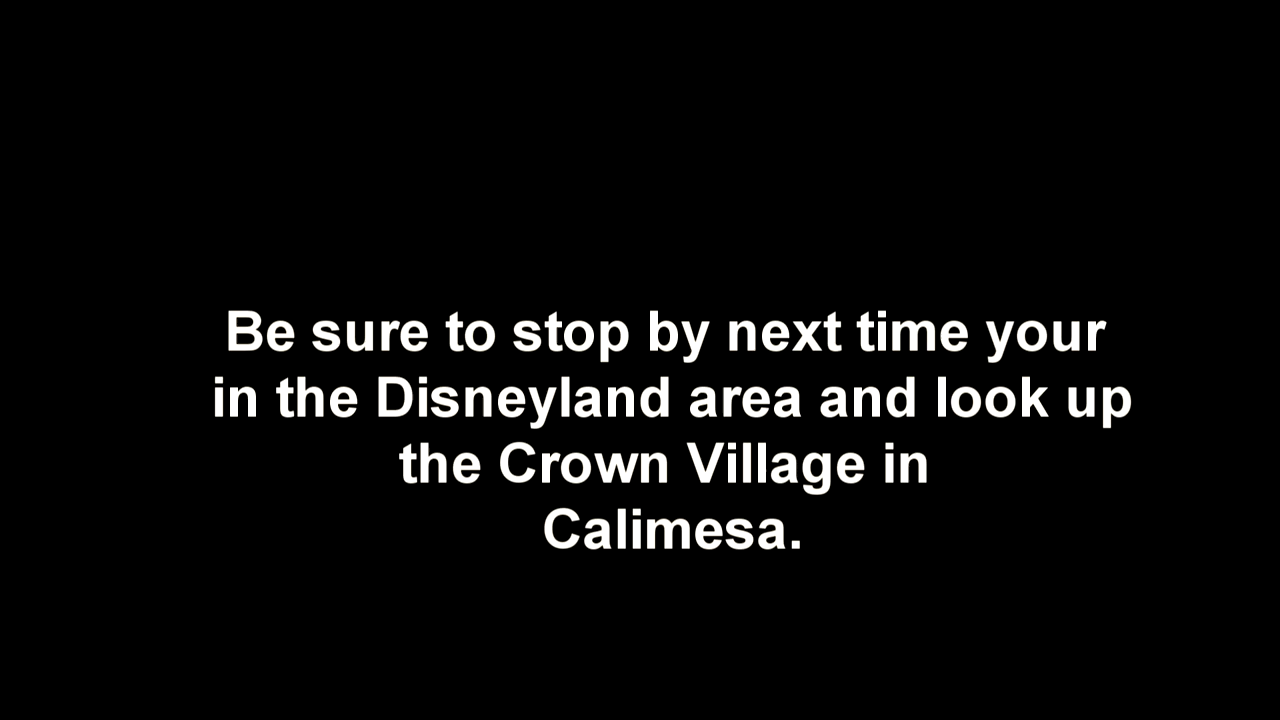 Be sure to stop by next time your
in the Disneyland area and look up
the Crown Village in
Calimesa.